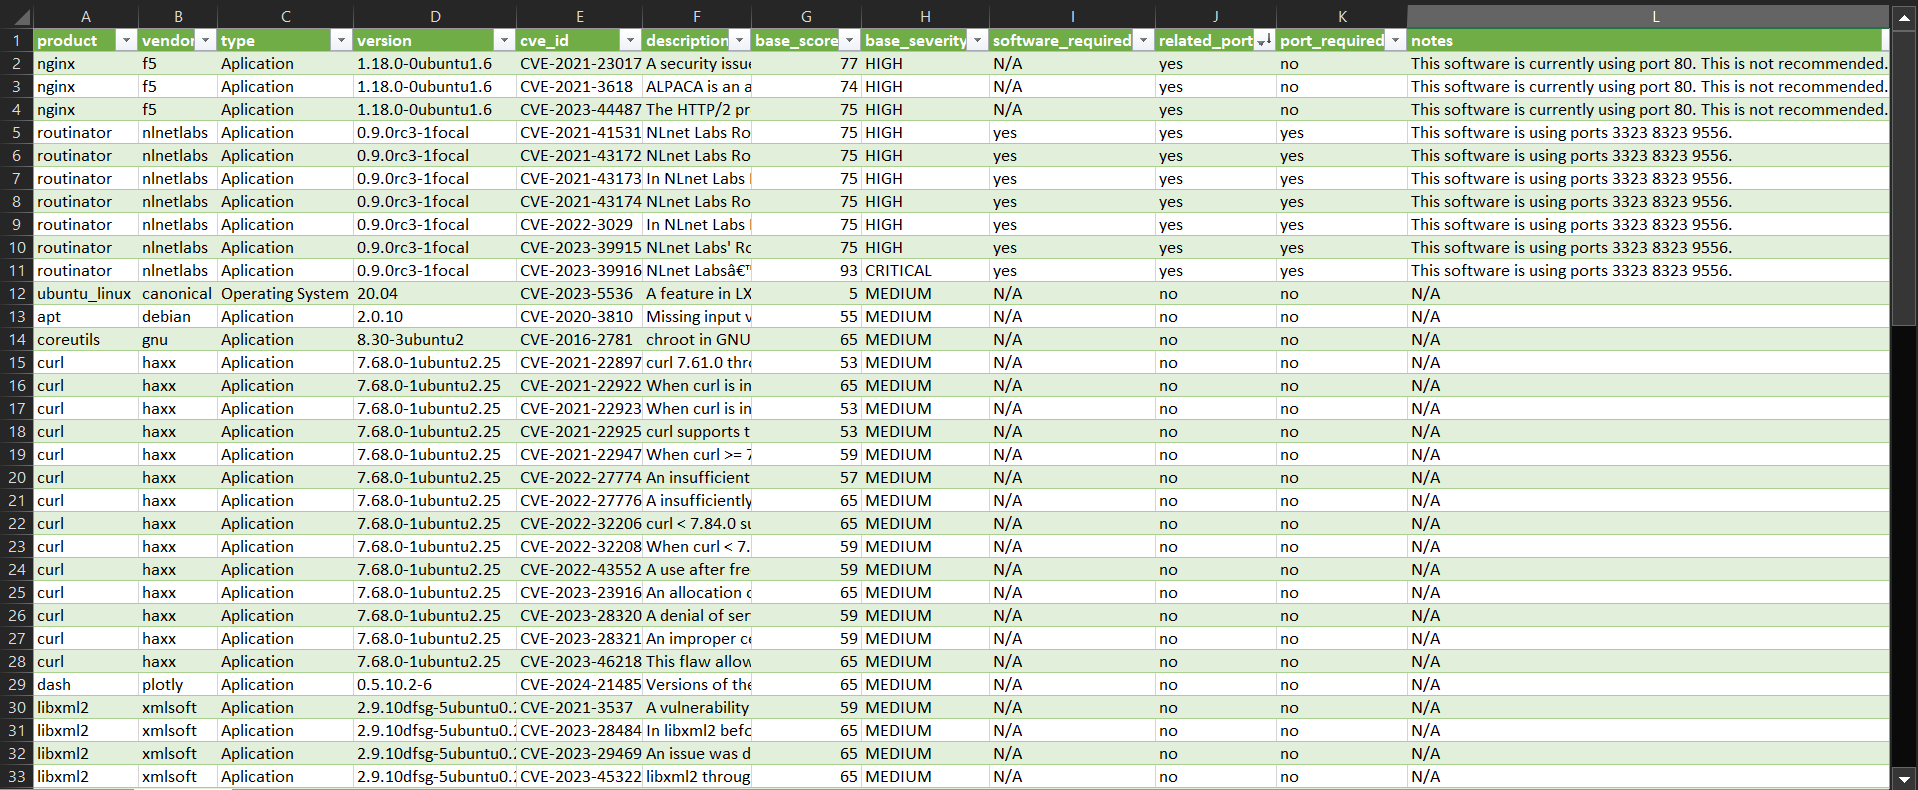 A B C D E F G H I J K L
1 product vendor type version cve_id description base_score base_severity software_required related_port port_required notes
2 nginx f5 Aplication 1.18.0-0ubuntu1.6 CVE-2021-23017 A security issue 77 HIGH N/A yes no This software is currently using port 80. This is not recommended.
3 nginx f5 Aplication 1.18.0-0ubuntu1.6 CVE-2021-3618 ALPACA is an a 74 HIGH N/A yes no This software is currently using port 80. This is not recommended.
4 nginx f5 Aplication 1.18.0-0ubuntu1.6 CVE-2023-44487 The HTTP/2 pr 75 HIGH N/A yes no This software is currently using port 80. This is not recommended.
5 routinator nlnetlabs Aplication 0.9.0rc3-1focal CVE-2021-41531 NLnet Labs Ro 75 HIGH yes yes yes This software is using ports 3323 8323 9556.
6 routinator nlnetlabs Aplication 0.9.0rc3-1focal CVE-2021-43172 NLnet Labs Ro 75 HIGH yes yes yes This software is using ports 3323 8323 9556.
7 routinator nlnetlabs Aplication 0.9.0rc3-1focal CVE-2021-43173 In NLnet Labs 75 HIGH yes yes yes This software is using ports 3323 8323 9556.
8 routinator nlnetlabs Aplication 0.9.0rc3-1focal CVE-2021-43174 NLnet Labs Ro 75 HIGH yes yes yes This software is using ports 3323 8323 9556.
9 routinator nlnetlabs Aplication 0.9.0rc3-1focal CVE-2022-3029 In NLnet Labs 75 HIGH yes yes yes This software is using ports 3323 8323 9556.
10 routinator nlnetlabs Aplication 0.9.0rc3-1focal CVE-2023-39915 NLnet Labs' Ro 75 HIGH yes yes yes This software is using ports 3323 8323 9556.
11 routinator nlnetlabs Aplication 0.9.0rc3-1focal CVE-2023-39916 NLnet Labsâ€™ 93 CRITICAL yes yes yes This software is using ports 3323 8323 9556.
12 ubuntu_linux canonical Operating System 20.04 CVE-2023-5536 A feature in LX 5 MEDIUM N/A no no N/A
13 apt debian Aplication 2.0.10 CVE-2020-3810 Missing input v 55 MEDIUM N/A no no N/A
14 coreutils gnu Aplication 8.30-3ubuntu2 CVE-2016-2781 chroot in GNU 65 MEDIUM N/A no no N/A
15 curl haxx Aplication 7.68.0-1ubuntu2.25 CVE-2021-22897 curl 7.61.0 thro 53 MEDIUM N/A no no N/A
16 curl haxx Aplication 7.68.0-1ubuntu2.25 CVE-2021-22922 When curl is in 65 MEDIUM N/A no no N/A
17 curl haxx Aplication 7.68.0-1ubuntu2.25 CVE-2021-22923 When curl is in 53 MEDIUM N/A no no N/A
18 curl haxx Aplication 7.68.0-1ubuntu2.25 CVE-2021-22925 curl supports t 53 MEDIUM N/A no no N/A
19 curl haxx Aplication 7.68.0-1ubuntu2.25 CVE-2021-22947 When curl >= 7 59 MEDIUM N/A no no N/A
20 curl haxx Aplication 7.68.0-1ubuntu2.25 CVE-2022-27774 An insufficient 57 MEDIUM N/A no no N/A
21 curl haxx Aplication 7.68.0-1ubuntu2.25 CVE-2022-27776 A insufficiently 65 MEDIUM N/A no no N/A
22 curl haxx Aplication 7.68.0-1ubuntu2.25 CVE-2022-32206 curl < 7.84.0 su 65 MEDIUM N/A no no N/A
23 curl haxx Aplication 7.68.0-1ubuntu2.25 CVE-2022-32208 When curl < 7. 59 MEDIUM N/A no no N/A
24 curl haxx Aplication 7.68.0-1ubuntu2.25 CVE-2022-43552 A use after fre 59 MEDIUM N/A no no N/A
25 curl haxx Aplication 7.68.0-1ubuntu2.25 CVE-2023-23916 An allocation o 65 MEDIUM N/A no no N/A
26 curl haxx Aplication 7.68.0-1ubuntu2.25 CVE-2023-28320 A denial of ser 59 MEDIUM N/A no no N/A
27 curl haxx Aplication 7.68.0-1ubuntu2.25 CVE-2023-28321 An improper ce 59 MEDIUM N/A no no N/A
28 curl haxx Aplication 7.68.0-1ubuntu2.25 CVE-2023-46218 This flaw allow 65 MEDIUM N/A no no N/A
29 dash plotly Aplication 0.5.10.2-6 CVE-2024-21485 Versions of the 65 MEDIUM N/A no no N/A
30 libxml2 xmlsoft Aplication 2.9.10dfsg-5ubuntu0.2 CVE-2021-3537 A vulnerability 59 MEDIUM N/A no no N/A
31 libxml2 xmlsoft Aplication 2.9.10dfsg-5ubuntu0.2 CVE-2023-28484 In libxml2 befo 65 MEDIUM N/A no no N/A
32 libxml2 xmlsoft Aplication 2.9.10dfsg-5ubuntu0.2 CVE-2023-29469 An issue was d 65 MEDIUM N/A no no N/A
33 libxml2 xmlsoft Aplication 2.9.10dfsg-5ubuntu0.2 CVE-2023-45322 libxml2 throug 65 MEDIUM N/A no no N/A